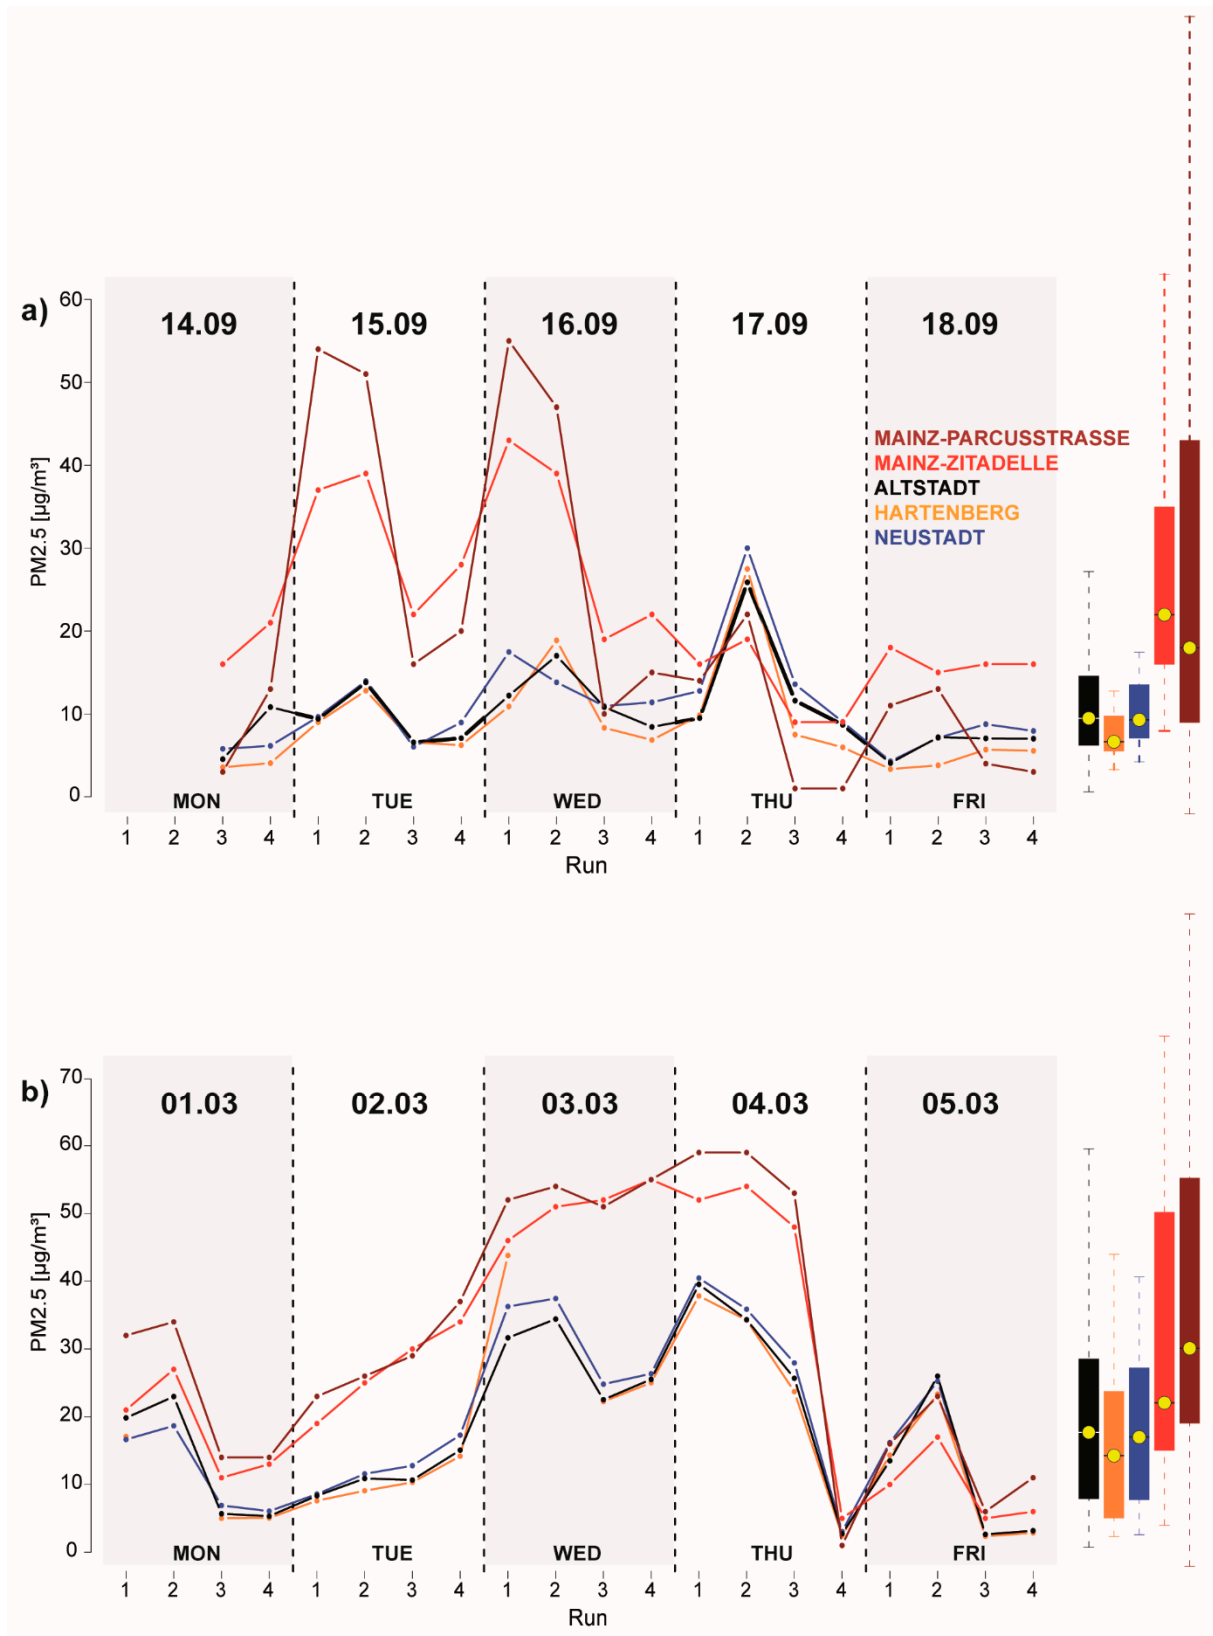 a)
14.09 15.09 16.09 17.09 18.09
60
50
40
30
20
10
0
PM2.5 [µg/m³]
MAINZ-PARCUSSTRASSE
MAINZ-ZITADELLE
ALTSTADT
HARTENBERG
NEUSTADT
MON TUE WED THU FRI
1 2 3 4 1 2 3 4 1 2 3 4 1 2 3 4 1 2 3 4
Run
b)
01.03 02.03 03.03 04.03 05.03
70
60
50
40
30
20
10
0
PM2.5 [µg/m³]
MON TUE WED THU FRI
1 2 3 4 1 2 3 4 1 2 3 4 1 2 3 4 1 2 3 4
Run